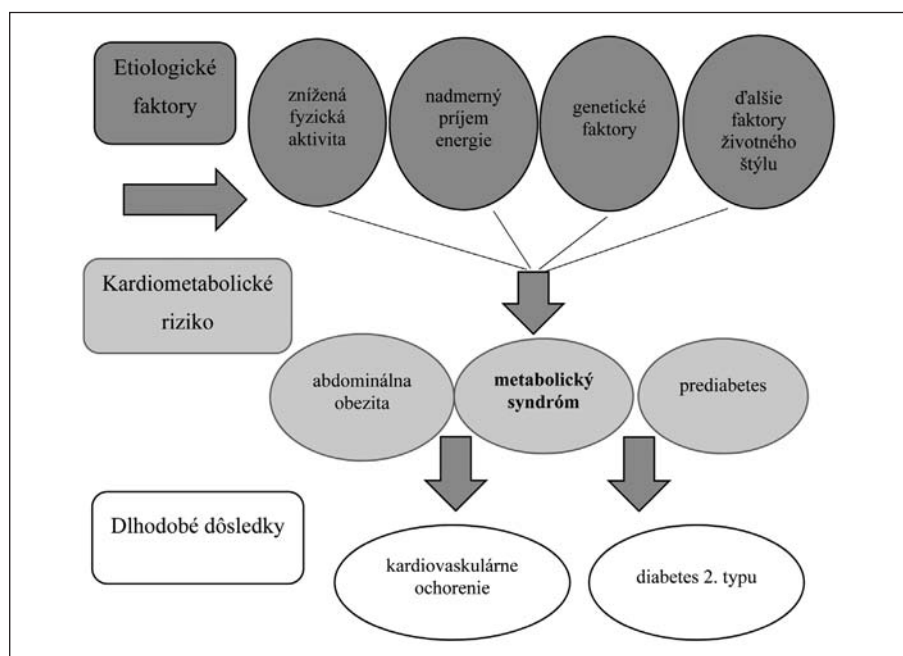 Etiologické
faktory
znížená
fyzická
aktivita
nadmerný
príjem
energie
genetické
faktory
ďalšie
faktory
životného
štýlu
Kardiometabolické
riziko
abdominálna
obezita
metabolický
syndróm
prediabetes
Dlhodobé dôsledky
kardiovaskulárne
ochorenie
diabetes 2. typu